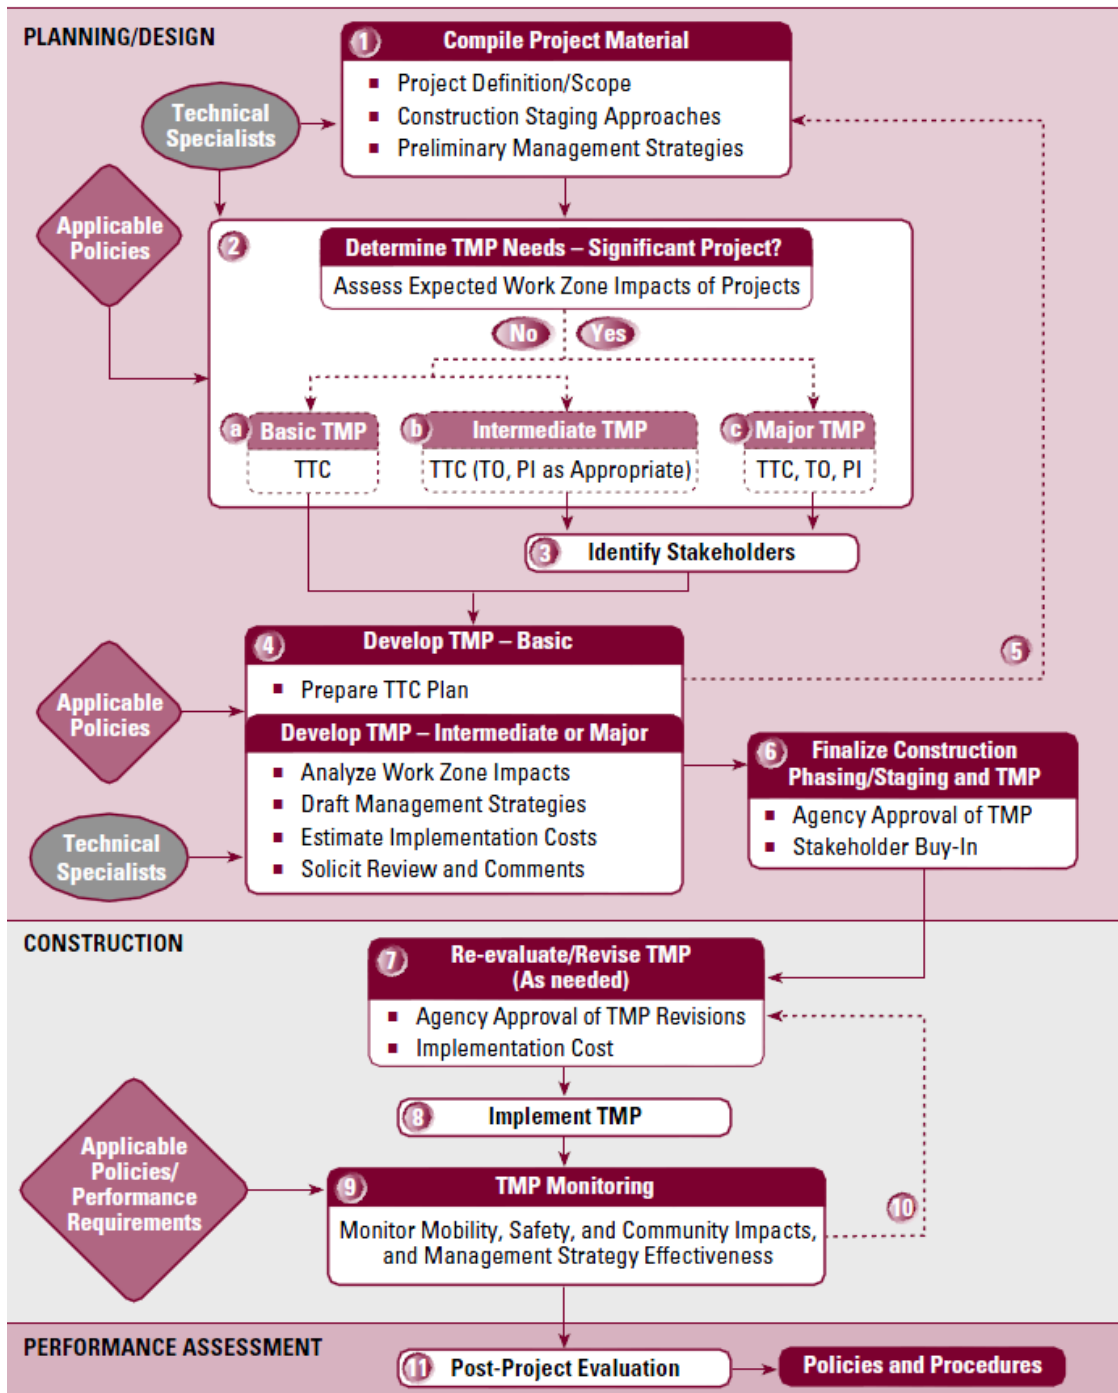 PLANNING/DESIGN
1
Compile Project Material
■ Project Definition/Scope
■ Construction Staging Approaches
■ Preliminary Management Strategies
Technical
Specialists
Applicable
Policies
2
Determine TMP Needs – Significant Project?
Assess Expected Work Zone Impacts of Projects
No
Yes
a
Basic TMP
TTC
b
Intermediate TMP
TTC (TO, PI as Appropriate)
c
Major TMP
TTC, TO, PI
3
Identify Stakeholders
4
Develop TMP – Basic
■ Prepare TTC Plan
5
Applicable
Policies
Develop TMP – Intermediate or Major
■ Analyze Work Zone Impacts
■ Draft Management Strategies
■ Estimate Implementation Costs
■ Solicit Review and Comments
Technical
Specialists
6
Finalize Construction
Phasing/Staging and TMP
■ Agency Approval of TMP
■ Stakeholder Buy-In
CONSTRUCTION
7
Re-evaluate/Revise TMP
(As needed)
■ Agency Approval of TMP Revisions
■ Implementation Cost
8
Implement TMP
Applicable
Policies/
Performance
Requirements
9
TMP Monitoring
Monitor Mobility, Safety, and Community Impacts,
and Management Strategy Effectiveness
10
PERFORMANCE ASSESSMENT
11
Post-Project Evaluation
Policies and Procedures